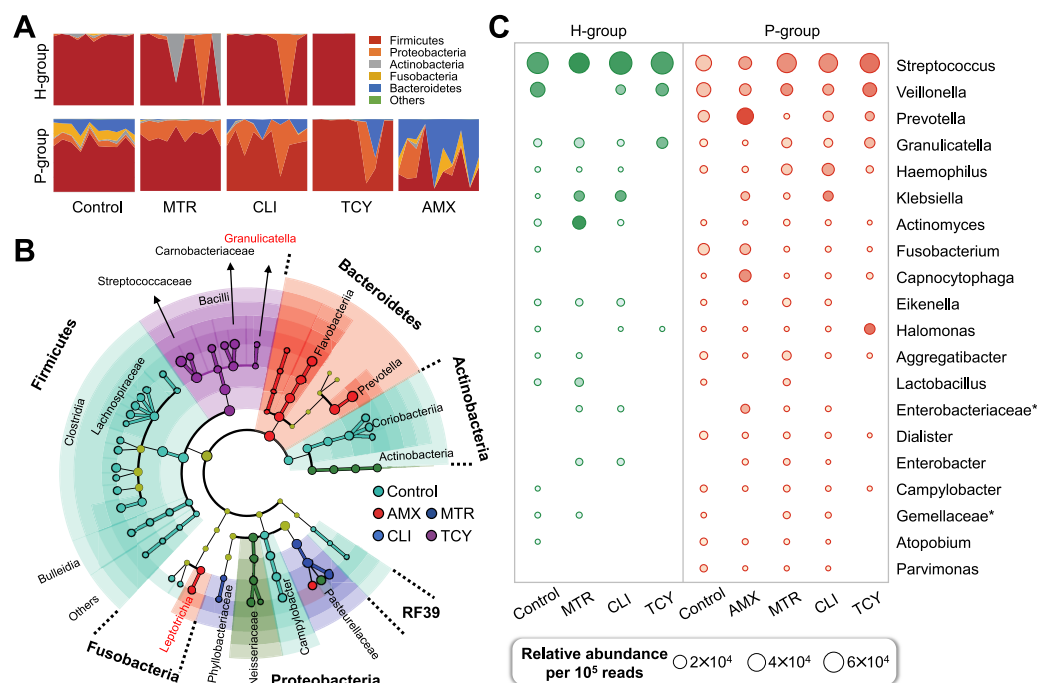 A
H-group
P-group
Firmicutes
Proteobacteria
Actinobacteria
Fusobacteria
Bacteroidetes
Others
Control
MTR
CLI
TCY
AMX
B
Granulicatella
Carnobacteriaceae
Streptococcaceae
Bacilli
Firmicutes
Clostridia
Lachnospiraceae
Bacteroidetes
Flavobacteriia
Prevotella
Actinobacteria
Coriobacteriia
Actinobacteria
Control
AMX
MTR
CLI
TCY
Bulleidia
Others
Fusobacteria
Leptotrichia
Phyllobacteriaceae
Neisseriaceae
Campylobacter
Pasteurellaceae
RF39
Proteobacteria
C
H-group
P-group
Streptococcus
Veillonella
Prevotella
Granulicatella
Haemophilus
Klebsiella
Actinomyces
Fusobacterium
Capnocytophaga
Eikenella
Halomonas
Aggregatibacter
Lactobacillus
Enterobacteriaceae*
Dialister
Enterobacter
Campylobacter
Gemellaceae*
Atopobium
Parvimonas
Control
MTR
CLI
TCY
Control
AMX
MTR
CLI
TCY
Relative abundance
per 10⁵ reads
2×10⁴
4×10⁴
6×10⁴